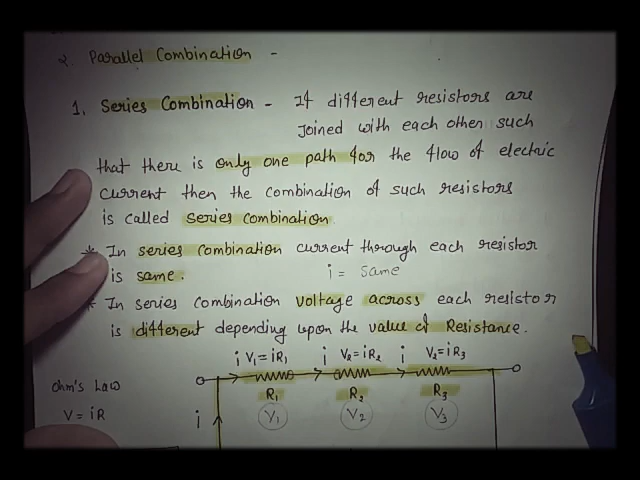 2. Parallel Combination -
1. Series Combination - If different resistors are
joined with each other such
that there is only one path for the flow of electric
current then the combination of such resistors
is called series combination.
* In series combination current through each resistor
is same. i = same
* In series combination voltage across each resistor
is different depending upon the value of Resistance.
i V₁=iR₁ i V₂=iR₂ i V₂=iR₃
Ohm's Law R₁ R₂ R₃
V = iR i V₁ V₂ V₃